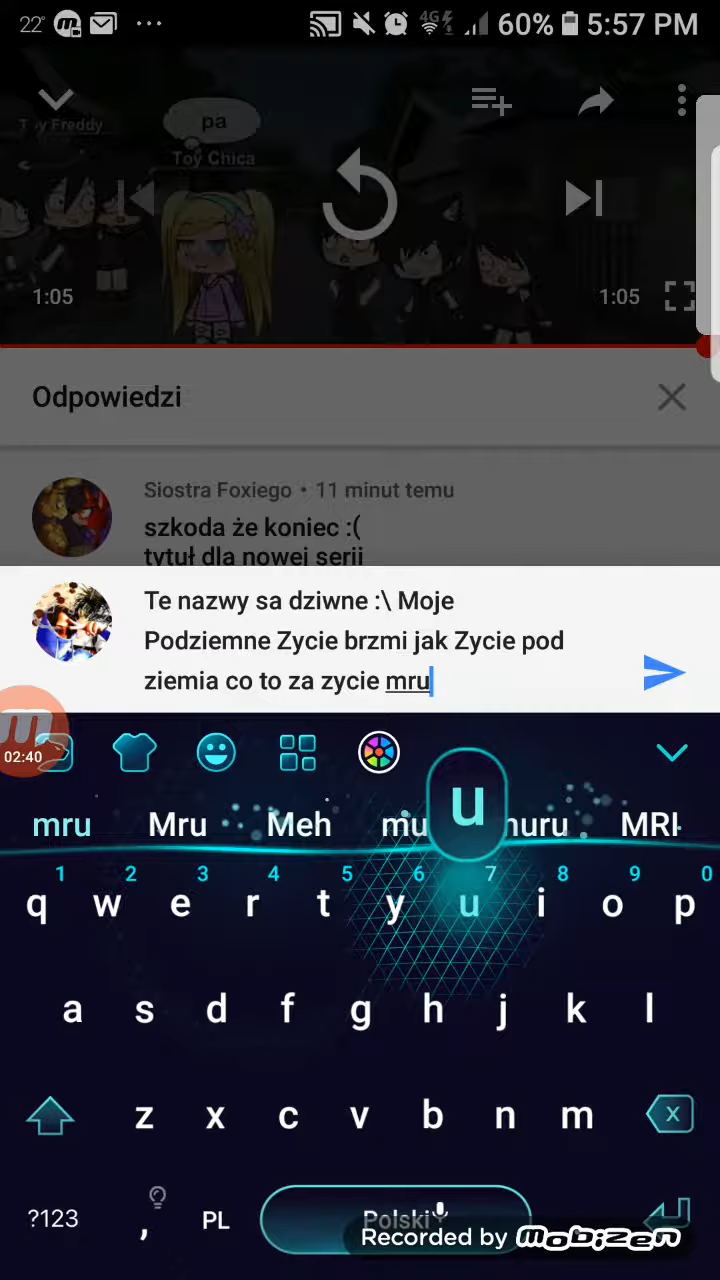 22°
4G
60%
5:57 PM
Toy Freddy
pa
Toy Chica
1:05
1:05
Odpowiedzi
Siostra Foxiego • 11 minut temu
szkoda że koniec :(
tytuł dla nowej serii
Te nazwy sa dziwne :\ Moje
Podziemne Zycie brzmi jak Zycie pod
ziemia co to za zycie mru
02:40
u
mru Mru Meh mu
1 2 3 4 5 6 7 8 9 0
q w e r t y u i o p
a s d f g h j k l
z x c v b n m
?123 , PL Polski
Recorded by MOBIZEN